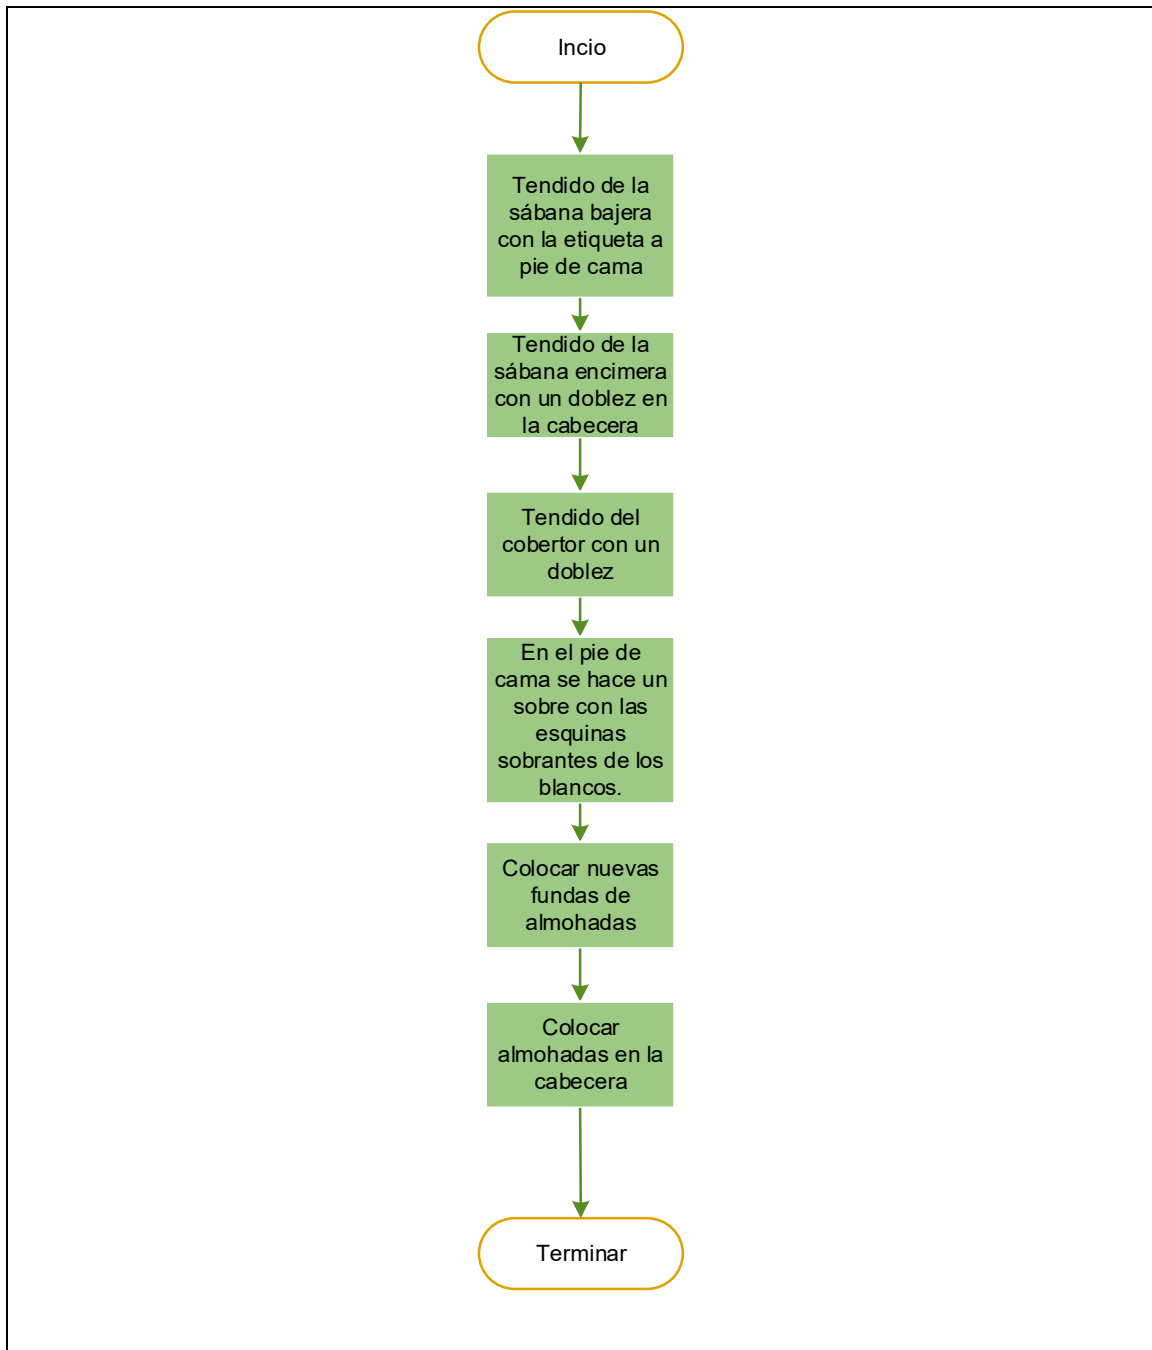 Incio
Tendido de la
sábana bajera
con la etiqueta a
pie de cama
Tendido de la
sábana encimera
con un doblez en
la cabecera
Tendido del
cobertor con un
doblez
En el pie de
cama se hace un
sobre con las
esquinas
sobrantes de los
blancos.
Colocar nuevas
fundas de
almohadas
Colocar
almohadas en la
cabecera
Terminar